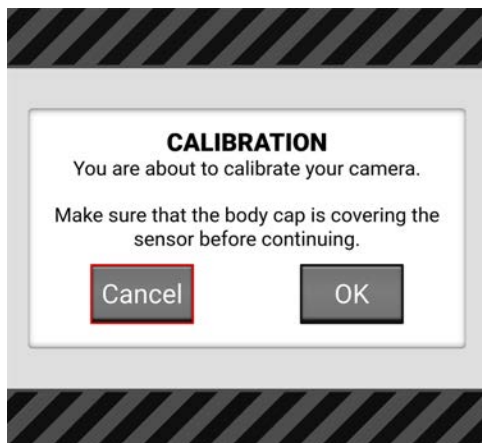 CALIBRATION
You are about to calibrate your camera.
Make sure that the body cap is covering the
sensor before continuing.
Cancel OK